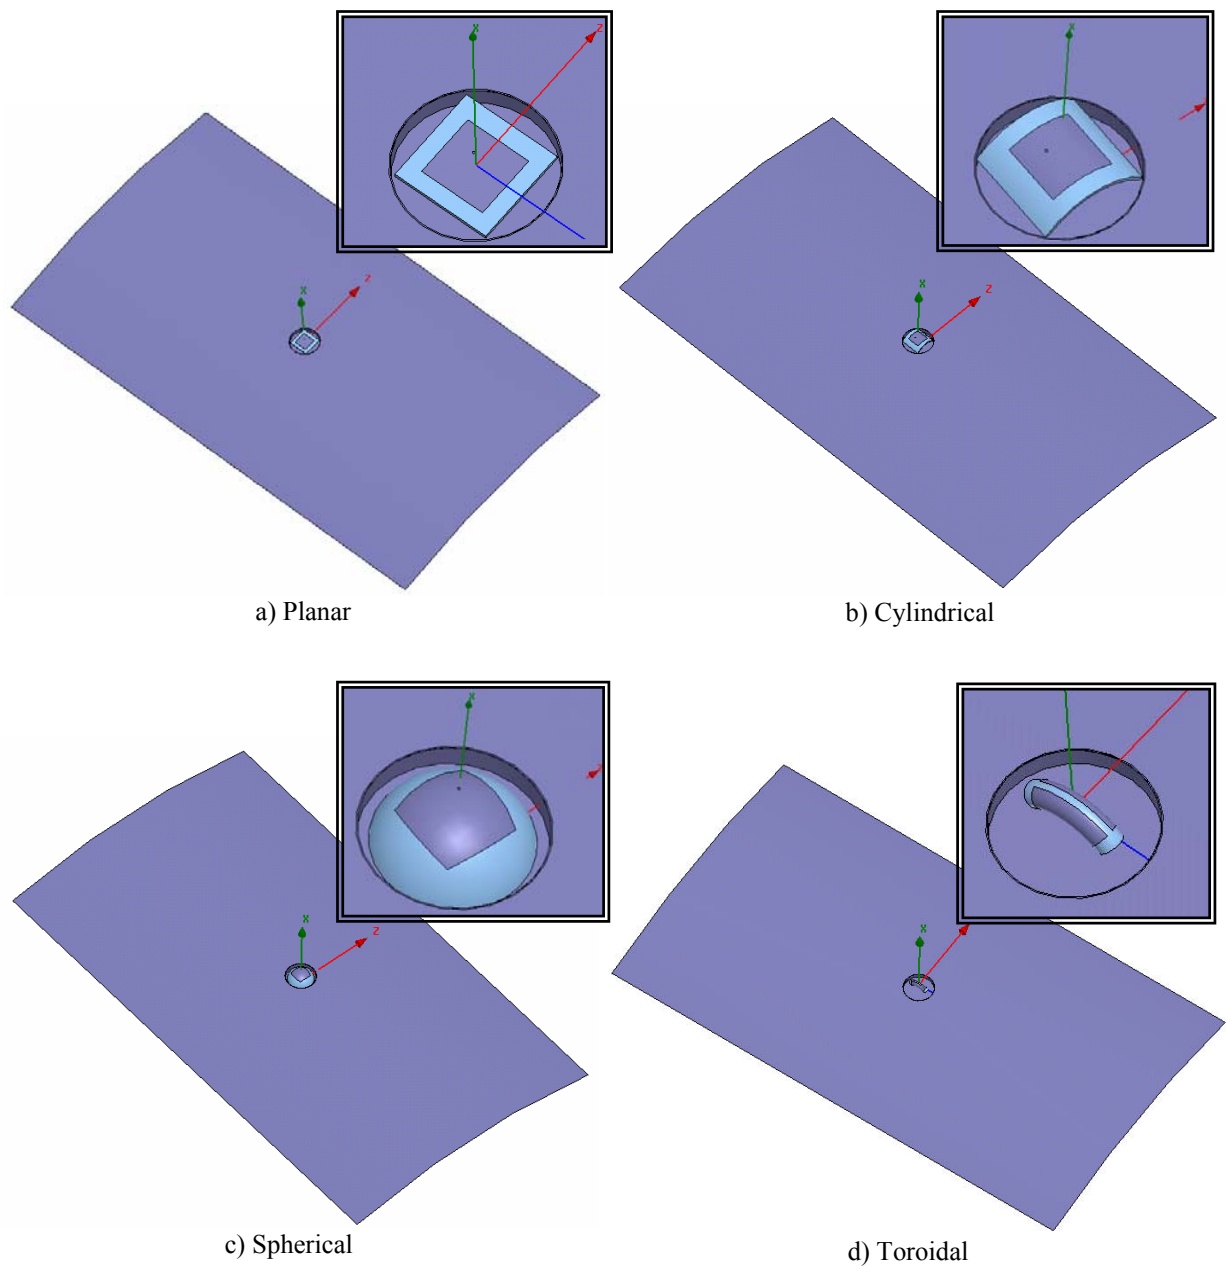 X
Z
X
X
Z
X
Z
a) Planar
b) Cylindrical
X
X
Z
X
X
Z
c) Spherical
d) Toroidal